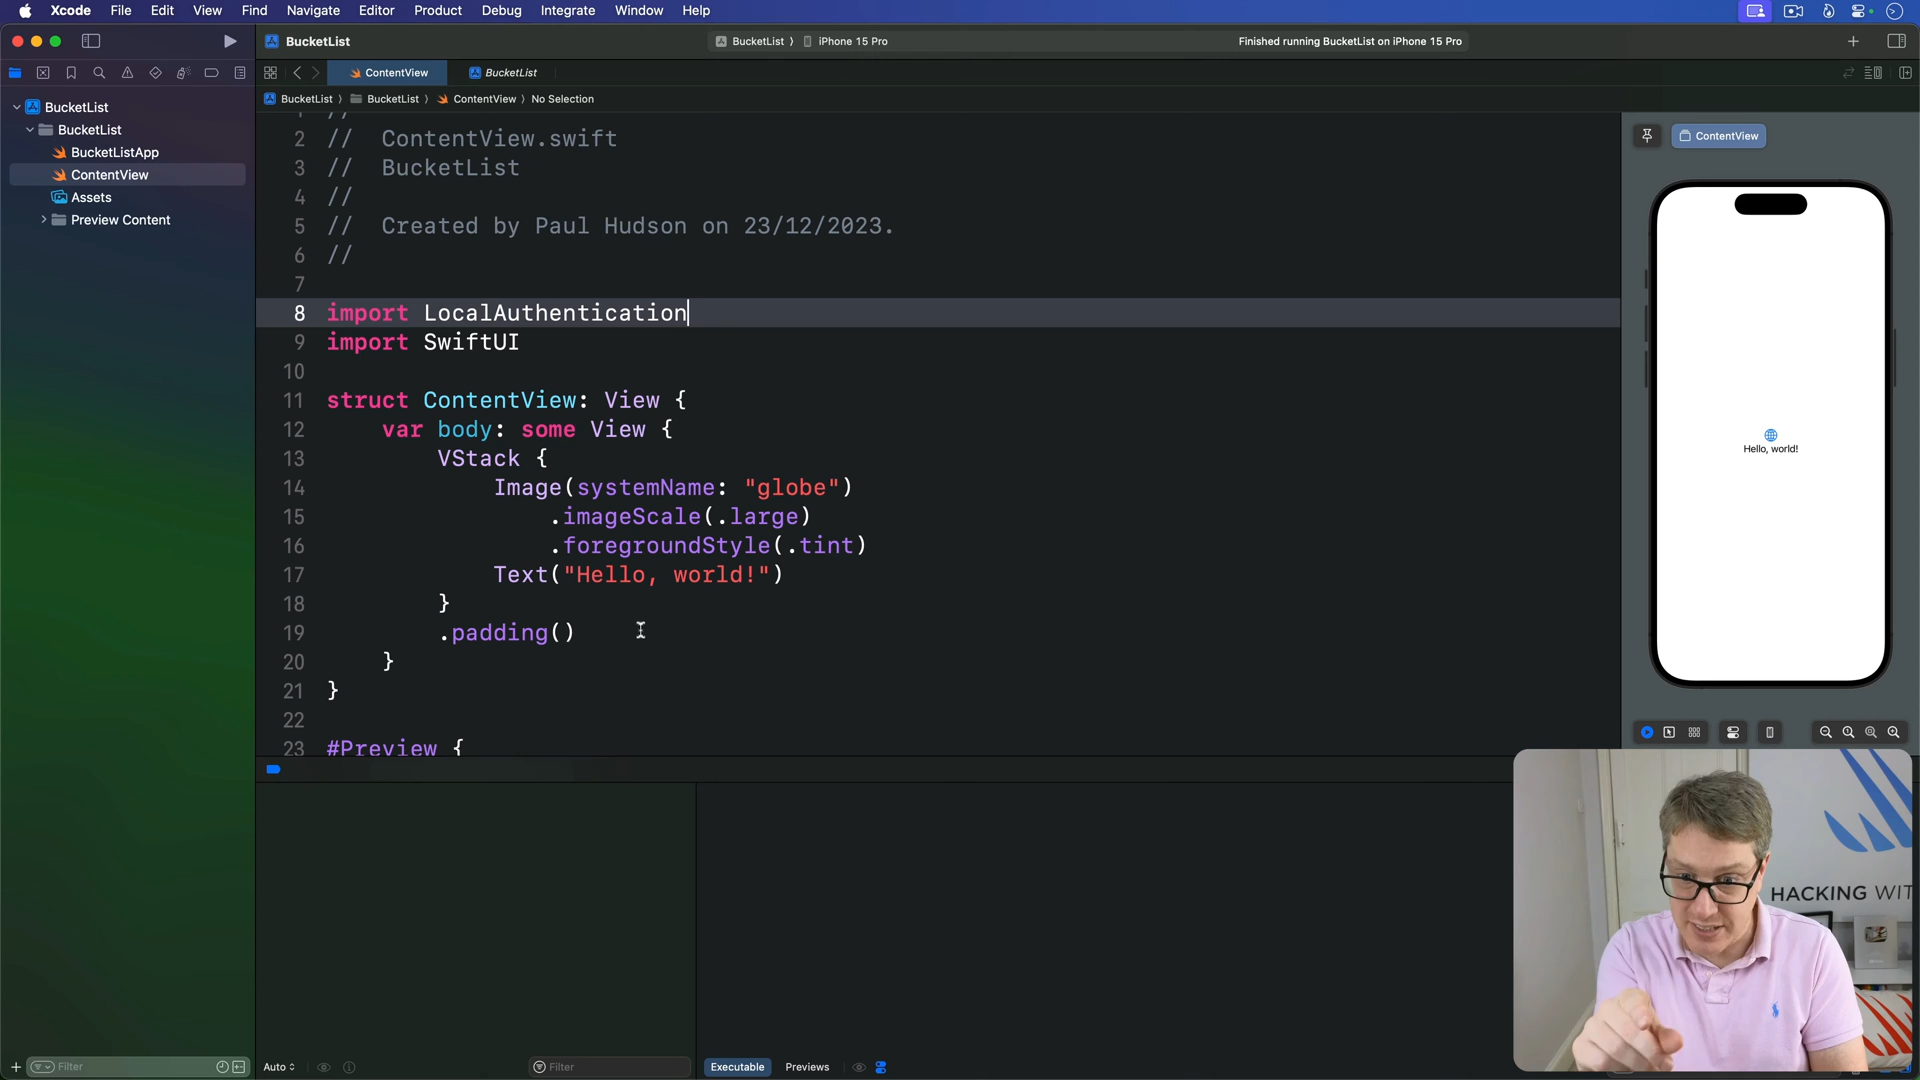 Xcode File Edit View Find Navigate Editor Product Debug Integrate Window Help
BucketList
BucketList 〉 iPhone 15 Pro
Finished running BucketList on iPhone 15 Pro
ContentView
BucketList
BucketList 〉 BucketList 〉 ContentView 〉 No Selection
BucketList
BucketList
BucketListApp
ContentView
Assets
Preview Content
2 // ContentView.swift
3 // BucketList
4 //
5 // Created by Paul Hudson on 23/12/2023.
6 //
7
8 import LocalAuthentication
9 import SwiftUI
10
11 struct ContentView: View {
12 var body: some View {
13 VStack {
14 Image(systemName: "globe")
15 .imageScale(.large)
16 .foregroundStyle(.tint)
17 Text("Hello, world!")
18 }
19 .padding()
20 }
21 }
22
23 #Preview {
ContentView
Hello, world!
HACKING WIT
Filter
Auto
Filter
Executable
Previews